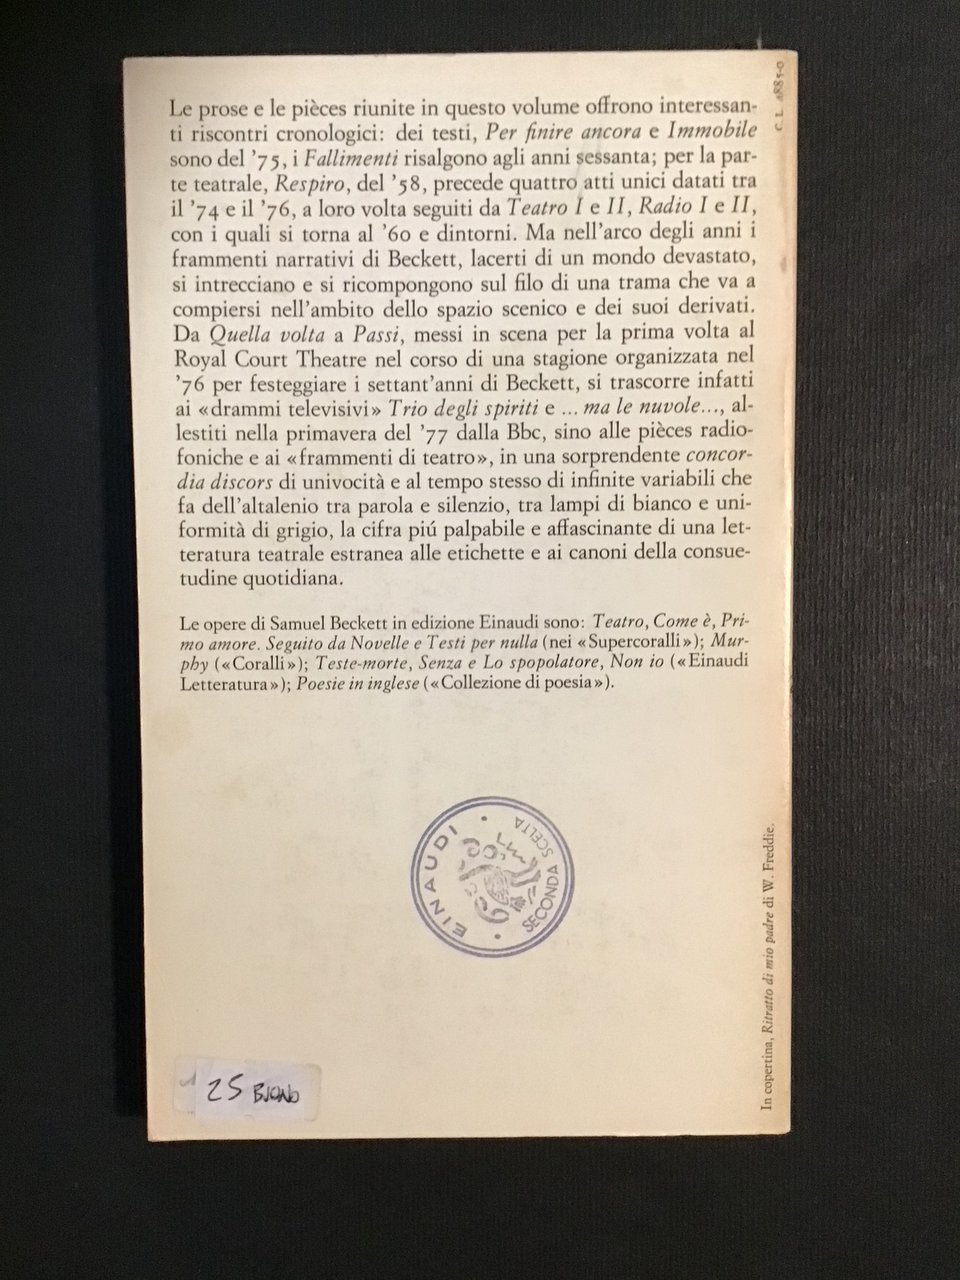 Le prose e le pièces riunite in questo volume offrono interessan-
ti riscontri cronologici: dei testi, Per finire ancora e Immobile
sono del '75, i Fallimenti risalgono agli anni sessanta; per la par-
te teatrale, Respiro, del '58, precede quattro atti unici datati tra
il '74 e il '76, a loro volta seguiti da Teatro I e II, Radio I e II,
con i quali si torna al '60 e dintorni. Ma nell'arco degli anni i
frammenti narrativi di Beckett, lacerti di un mondo devastato,
si intrecciano e si ricompongono sul filo di una trama che va a
compiersi nell'ambito dello spazio scenico e dei suoi derivati.
Da Quella volta a Passi, messi in scena per la prima volta al
Royal Court Theatre nel corso di una stagione organizzata nel
'76 per festeggiare i settant'anni di Beckett, si trascorre infatti
ai «drammi televisivi» Trio degli spiriti e ... ma le nuvole..., al-
lestiti nella primavera del '77 dalla Bbc, sino alle pièces radio-
foniche e ai «frammenti di teatro», in una sorprendente concor-
dia discors di univocità e al tempo stesso di infinite variabili che
fa dell'altalenio tra parola e silenzio, tra lampi di bianco e uni-
formità di grigio, la cifra piú palpabile e affascinante di una let-
teratura teatrale estranea alle etichette e ai canoni della consue-
tudine quotidiana.
Le opere di Samuel Beckett in edizione Einaudi sono: Teatro, Come è, Pri-
mo amore. Seguito da Novelle e Testi per nulla (nei «Supercoralli»); Mur-
phy («Coralli»); Teste-morte, Senza e Lo spopolatore, Non io («Einaudi
Letteratura»); Poesie in inglese («Collezione di poesia»).
EINAUDI · SECONDA SCELTA ·
25 BUONO
In copertina, Ritratto di mio padre di W. Freddie.
C L 4885-0